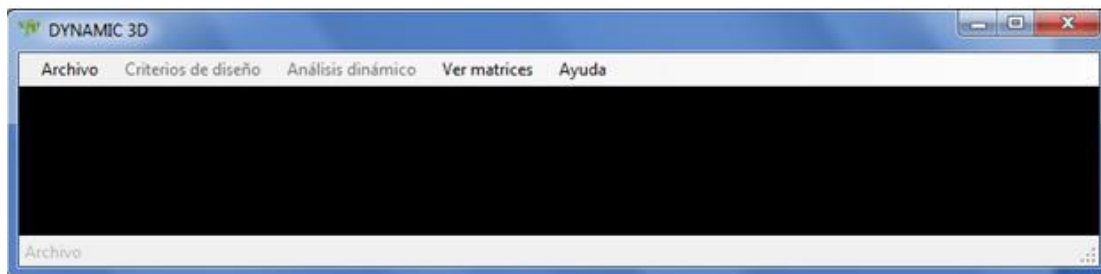 DYNAMIC 3D
Archivo Criterios de diseño Análisis dinámico Ver matrices Ayuda
Archivo